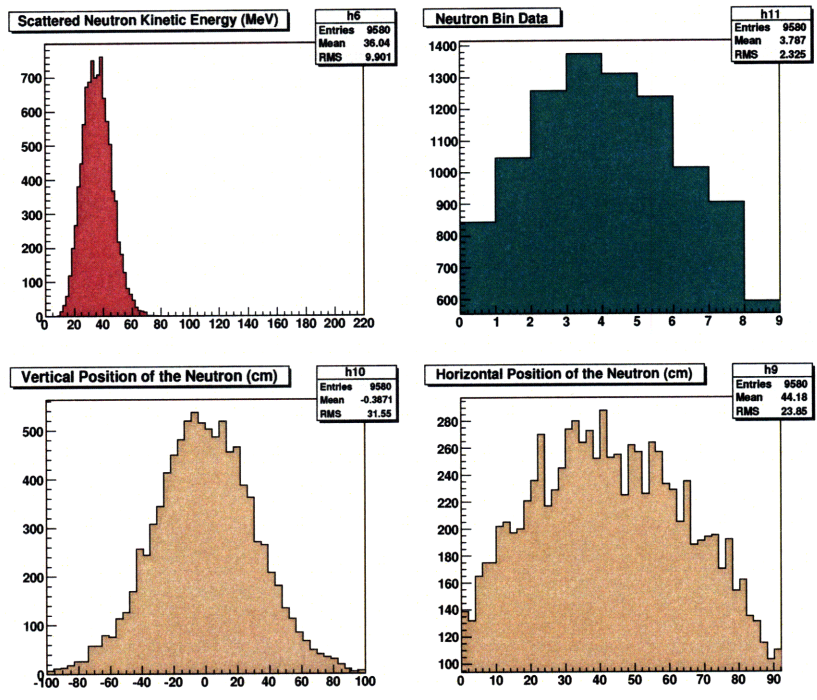 Scattered Neutron Kinetic Energy (MeV)
h6
Entries 9580
Mean 36.04
RMS 9.901
700
600
500
400
300
200
100
0
0 20 40 60 80 100 120 140 160 180 200 220
Neutron Bin Data
h11
Entries 9580
Mean 3.787
RMS 2.325
1400
1300
1200
1100
1000
900
800
700
600
0 1 2 3 4 5 6 7 8 9
Vertical Position of the Neutron (cm)
h10
Entries 9580
Mean -0.3871
RMS 31.55
500
400
300
200
100
0
-100 -80 -60 -40 -20 0 20 40 60 80 100
Horizontal Position of the Neutron (cm)
h9
Entries 9580
Mean 44.18
RMS 23.85
280
260
240
220
200
180
160
140
120
100
0 10 20 30 40 50 60 70 80 90